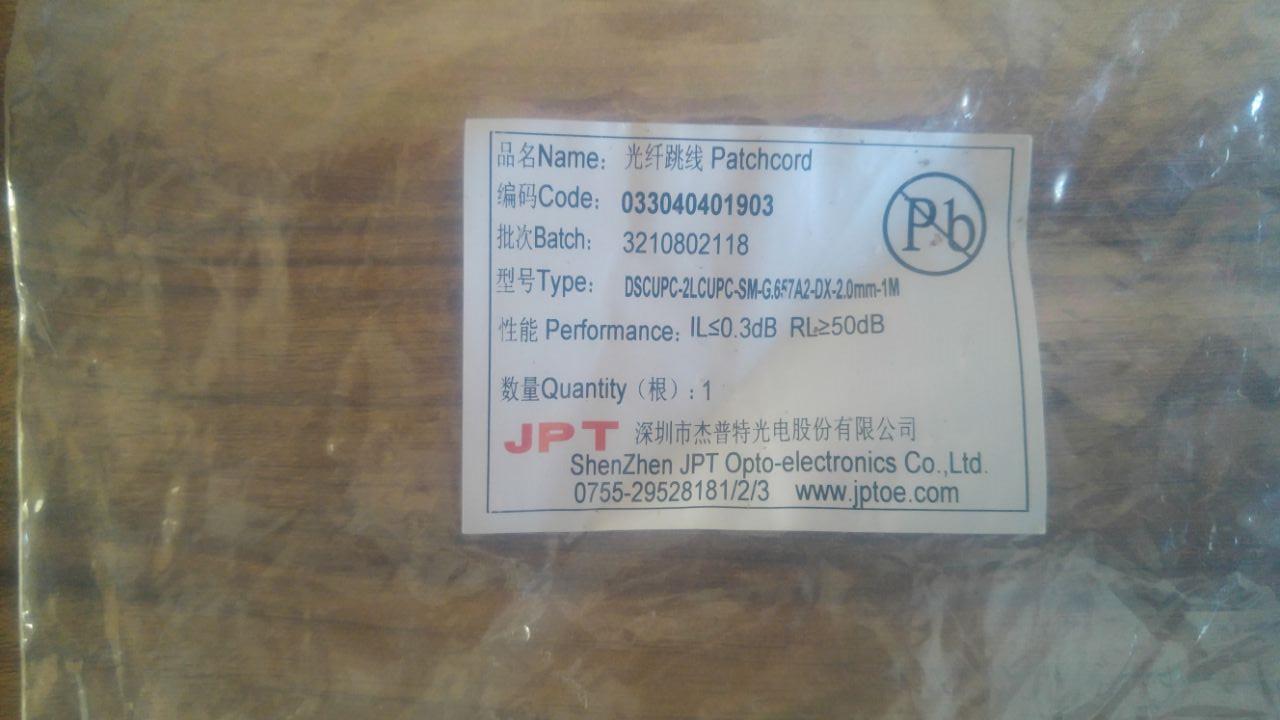 品名Name：光纤跳线 Patchcord
编码Code：033040401903
批次Batch：3210802118
Pb
型号Type：DSCUPC-2LCUPC-SM-G.657A2-DX-2.0mm-1M
性能 Performance：IL≤0.3dB RL≥50dB
数量Quantity（根）：1
JPT 深圳市杰普特光电股份有限公司
ShenZhen JPT Opto-electronics Co.,Ltd.
0755-29528181/2/3 www.jptoe.com